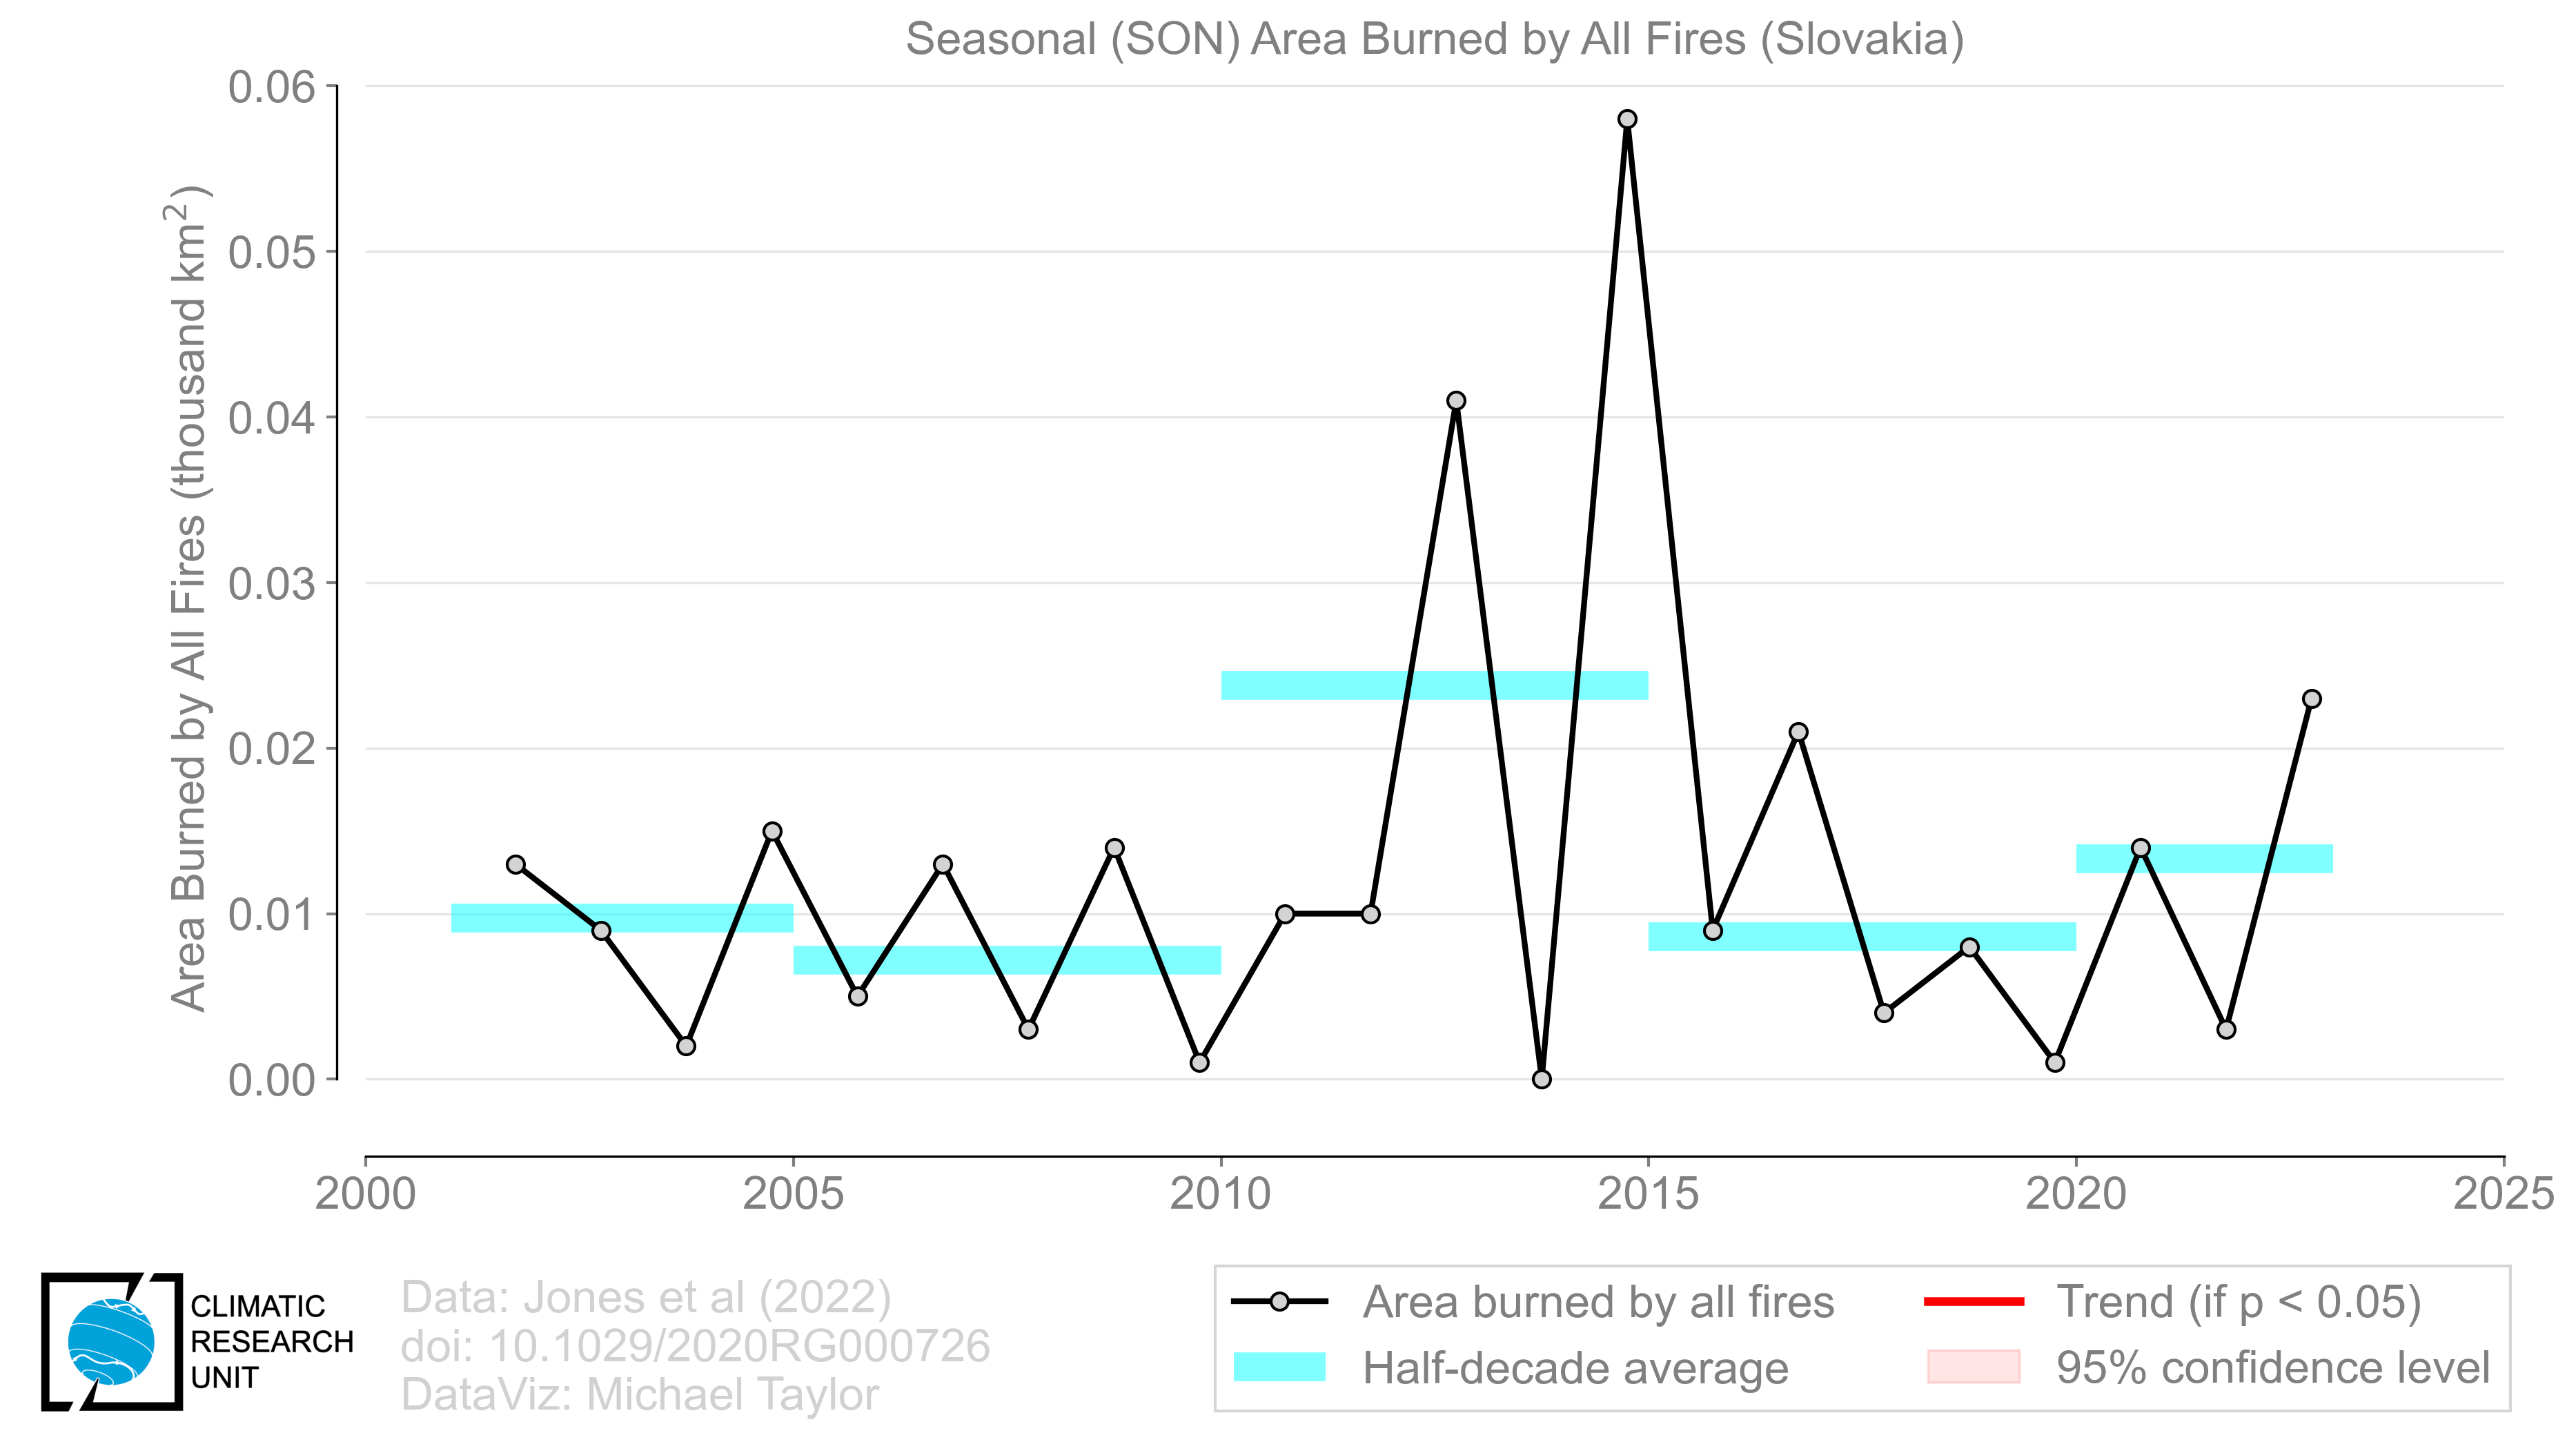 Seasonal (SON) Area Burned by All Fires (Slovakia)
Area Burned by All Fires (thousand km²)
0.06
0.05
0.04
0.03
0.02
0.01
0.00
2000 2005 2010 2015 2020 2025
CLIMATIC
RESEARCH
UNIT
Data: Jones et al (2022)
doi: 10.1029/2020RG000726
DataViz: Michael Taylor
Area burned by all fires
Half-decade average
Trend (if p < 0.05)
95% confidence level